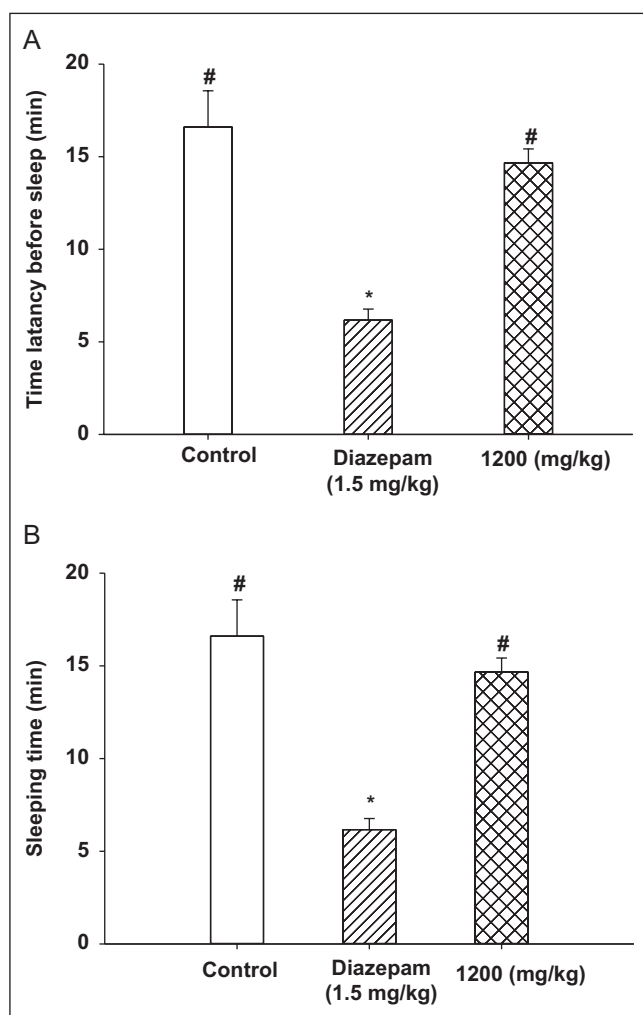 A
Time latancy before sleep (min)
20
15
10
5
0
#
*
#
Control
Diazepam
(1.5 mg/kg)
1200 (mg/kg)
B
Sleeping time (min)
20
15
10
5
0
#
*
#
Control
Diazepam
(1.5 mg/kg)
1200 (mg/kg)